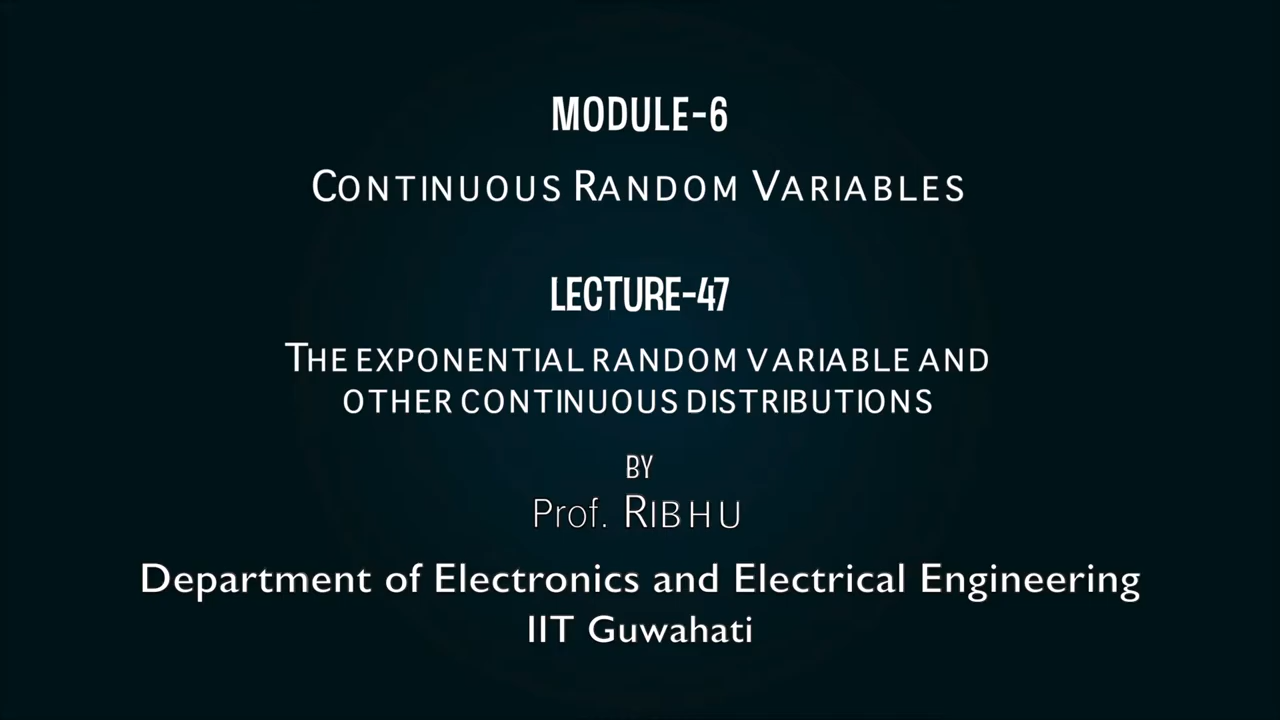 MODULE-6
CONTINUOUS RANDOM VARIABLES
LECTURE-47
THE EXPONENTIAL RANDOM VARIABLE AND
OTHER CONTINUOUS DISTRIBUTIONS
BY
Prof. RIBHU
Department of Electronics and Electrical Engineering
IIT Guwahati